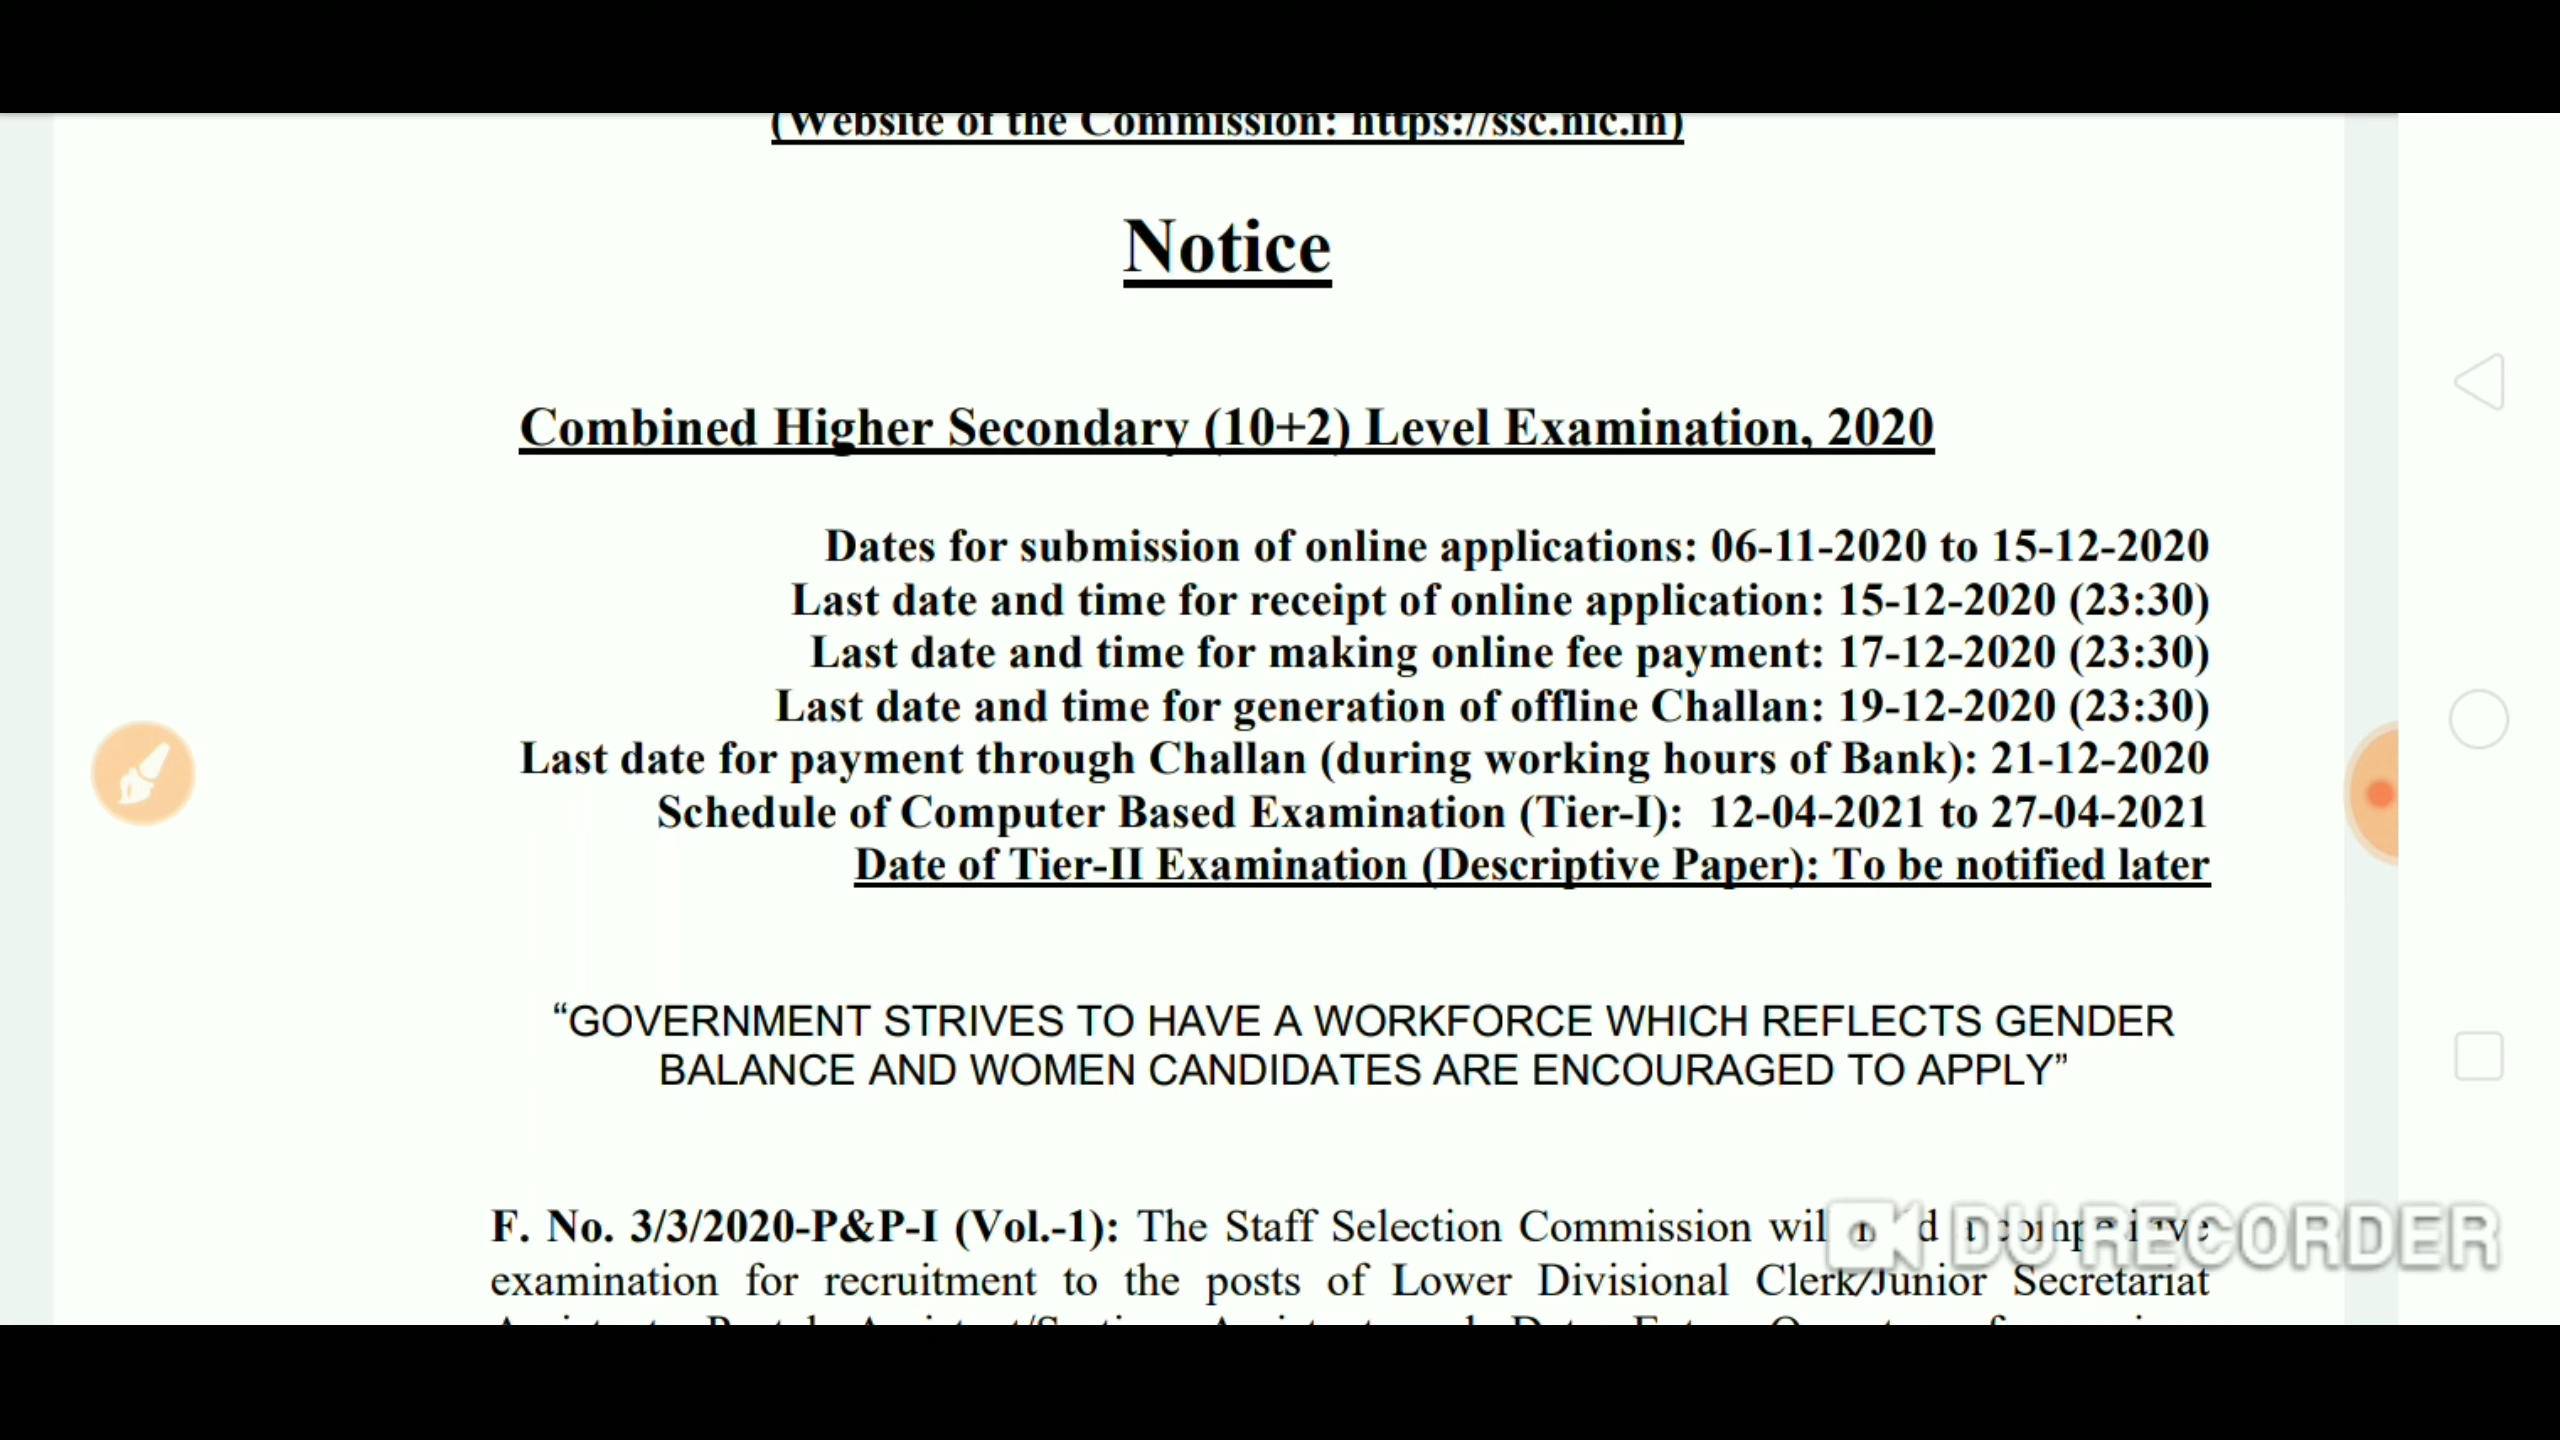 (Website of the Commission: https://ssc.nic.in)
Notice
Combined Higher Secondary (10+2) Level Examination, 2020
Dates for submission of online applications: 06-11-2020 to 15-12-2020
Last date and time for receipt of online application: 15-12-2020 (23:30)
Last date and time for making online fee payment: 17-12-2020 (23:30)
Last date and time for generation of offline Challan: 19-12-2020 (23:30)
Last date for payment through Challan (during working hours of Bank): 21-12-2020
Schedule of Computer Based Examination (Tier-I): 12-04-2021 to 27-04-2021
Date of Tier-II Examination (Descriptive Paper): To be notified later
“GOVERNMENT STRIVES TO HAVE A WORKFORCE WHICH REFLECTS GENDER
BALANCE AND WOMEN CANDIDATES ARE ENCOURAGED TO APPLY”
F. No. 3/3/2020-P&P-I (Vol.-1): The Staff Selection Commission will hold a competitive
DU RECORDER
examination for recruitment to the posts of Lower Divisional Clerk/Junior Secretariat